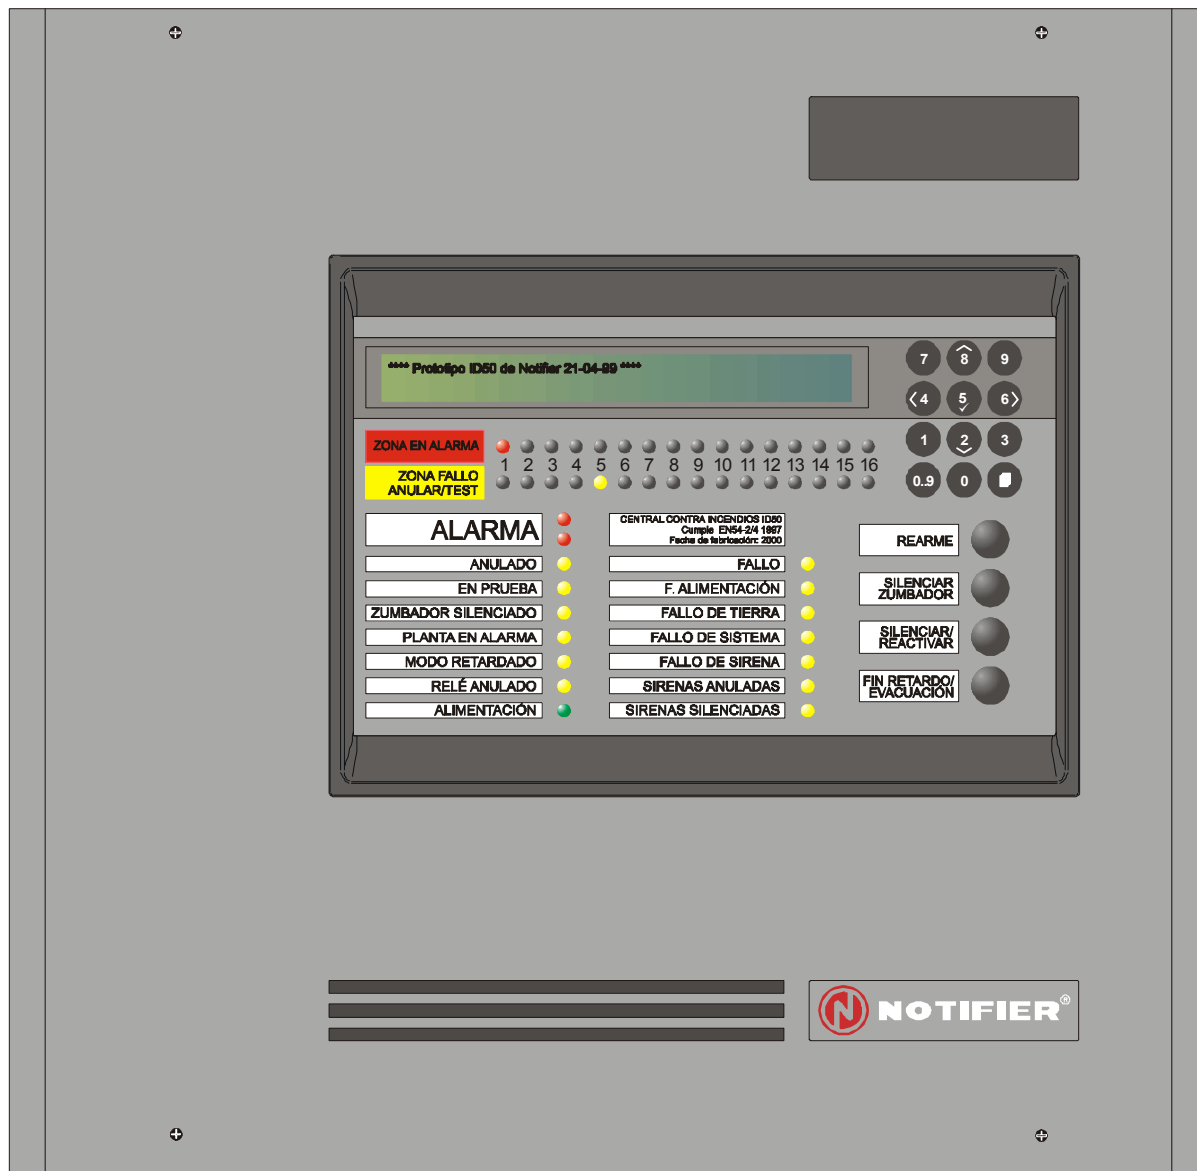 **** Prototipo ID50 de Notifier 21-04-99 ****
7 8 9
4 5 6
1 2 3
0..9 0
ZONA EN ALARMA
1 2 3 4 5 6 7 8 9 10 11 12 13 14 15 16
ZONA FALLO
ANULAR/TEST
ALARMA
ANULADO
EN PRUEBA
ZUMBADOR SILENCIADO
PLANTA EN ALARMA
MODO RETARDADO
RELÉ ANULADO
ALIMENTACIÓN
CENTRAL CONTRA INCENDIOS ID50
Cumple EN54-2/4 1997
Fecha de fabricación: 2000
FALLO
F. ALIMENTACIÓN
FALLO DE TIERRA
FALLO DE SISTEMA
FALLO DE SIRENA
SIRENAS ANULADAS
SIRENAS SILENCIADAS
REARME
SILENCIAR
ZUMBADOR
SILENCIAR/
REACTIVAR
FIN RETARDO/
EVACUACIÓN
NOTIFIER®